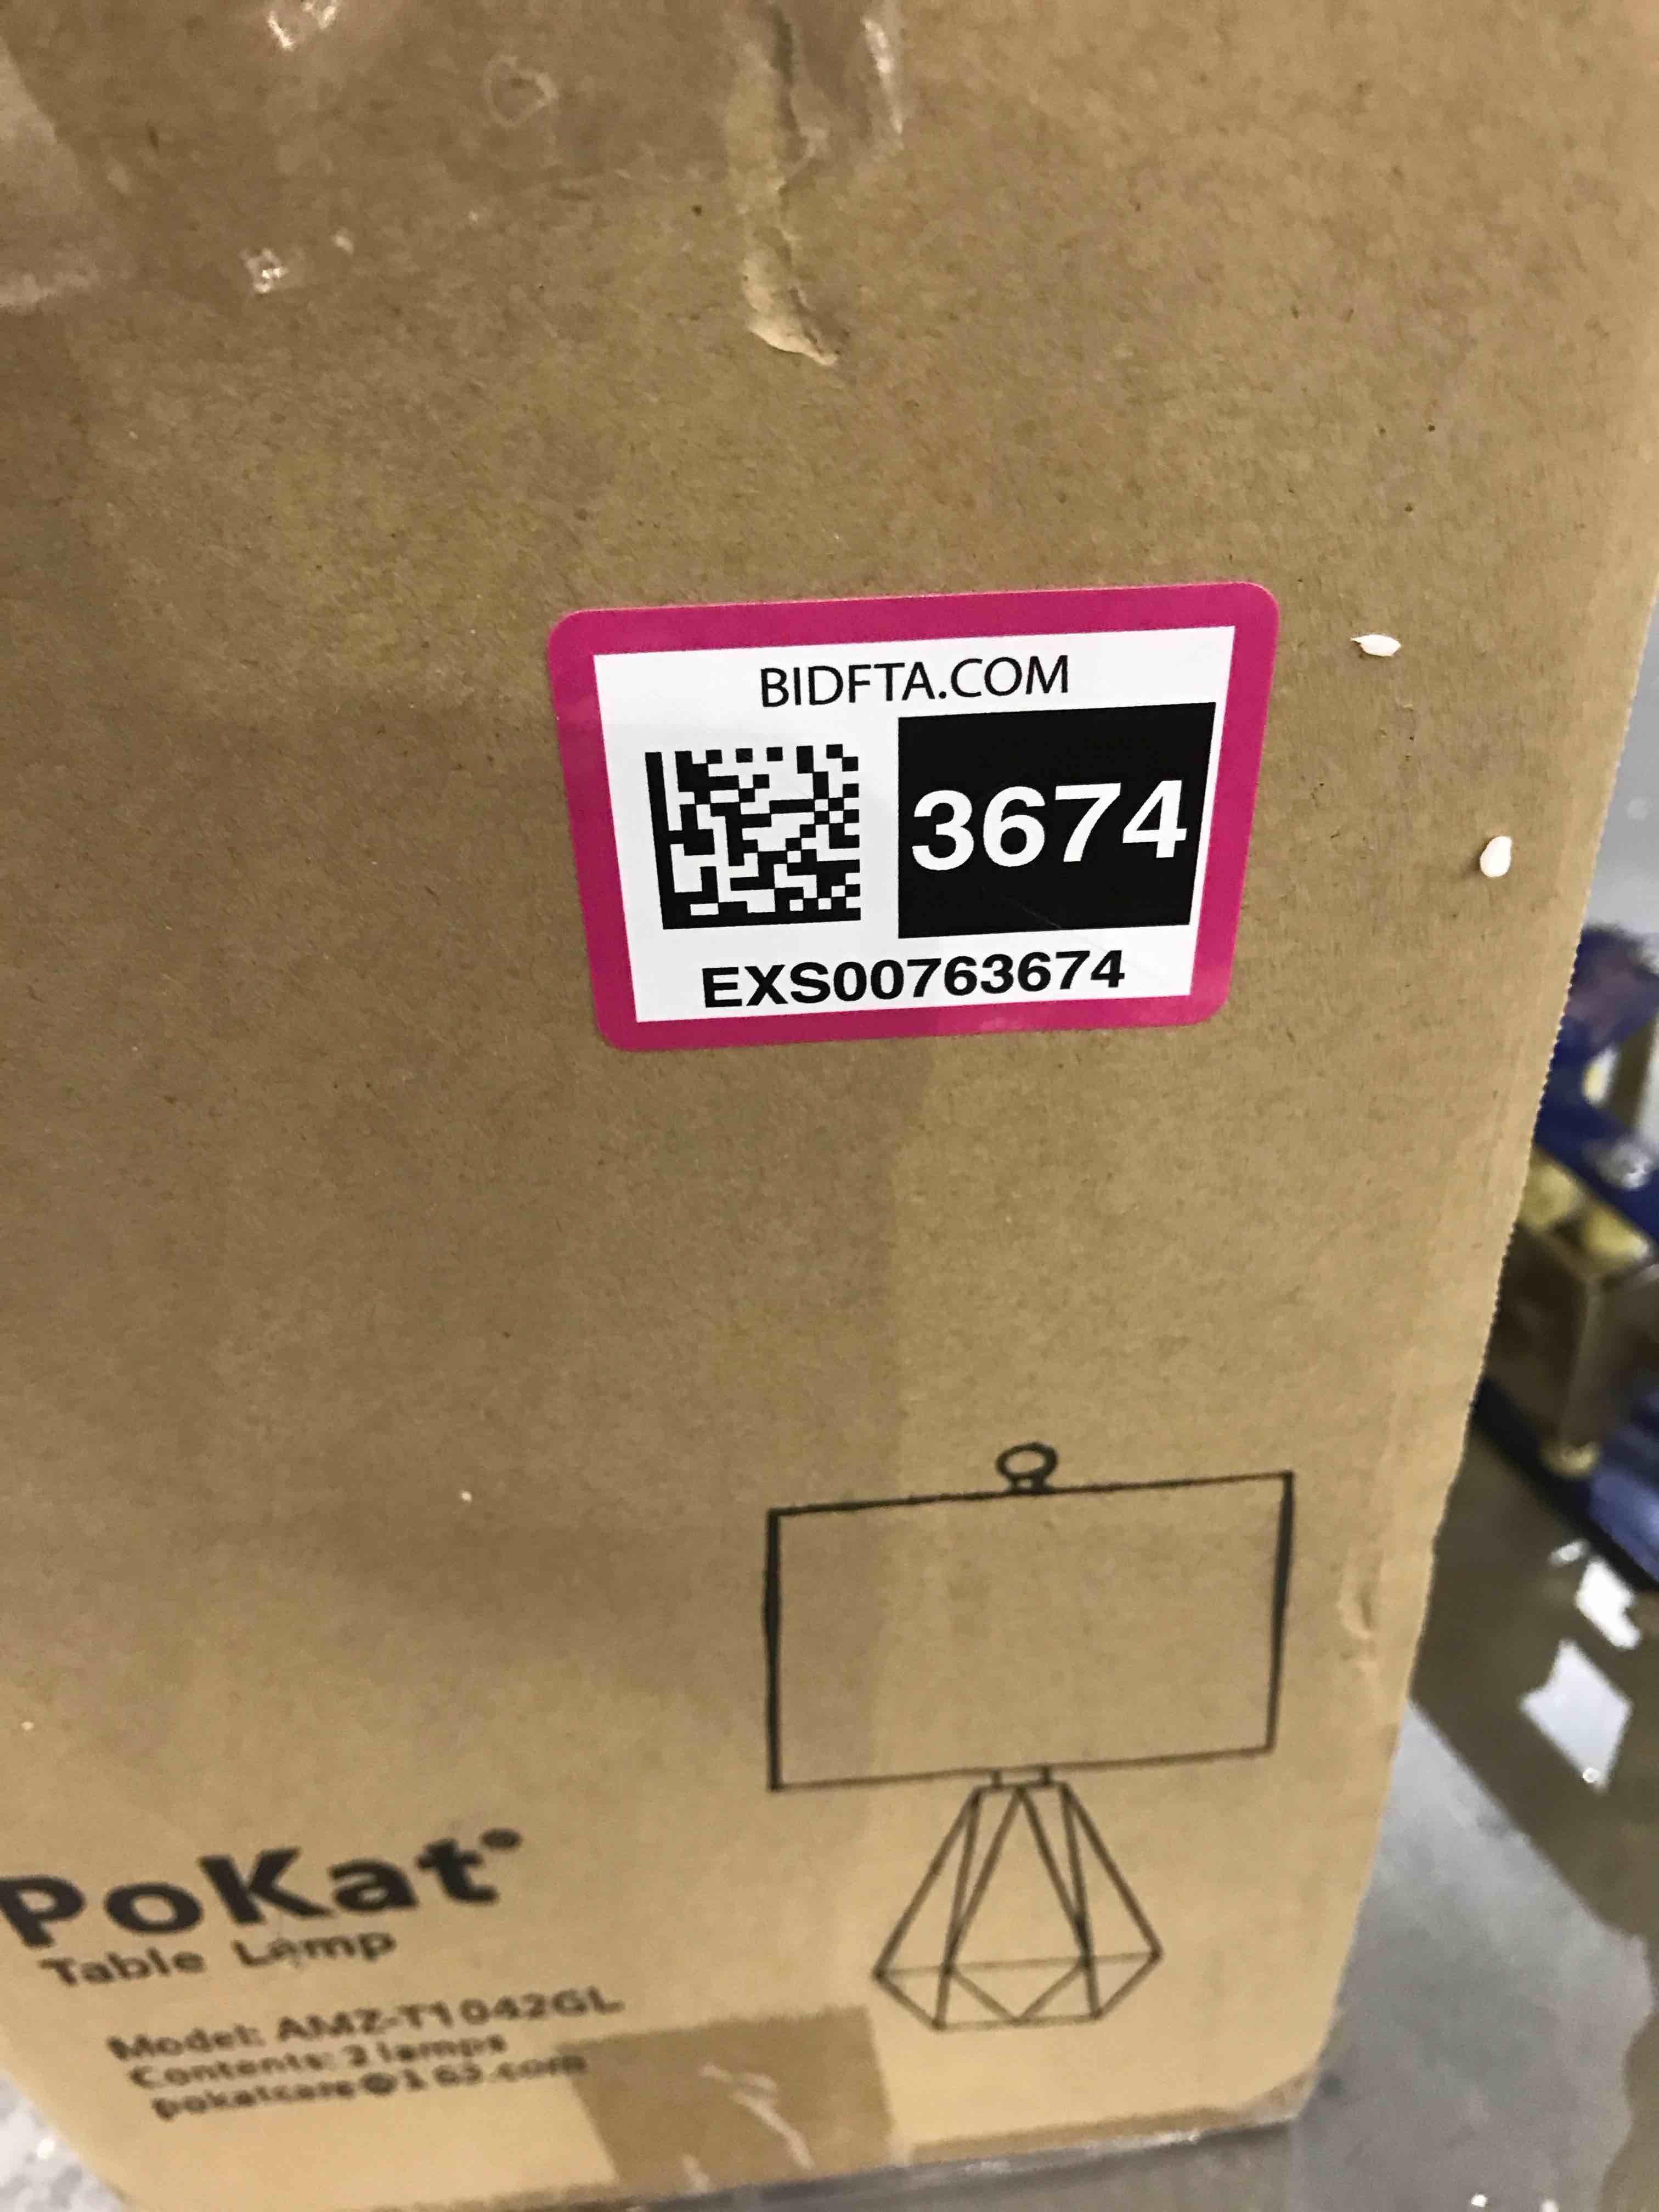 BIDFTA.COM
3674
EXS00763674
PoKat
Table Lamp
Model: AMZ-T1042GL
Contents: 2 lamps
pokatcare@163.com